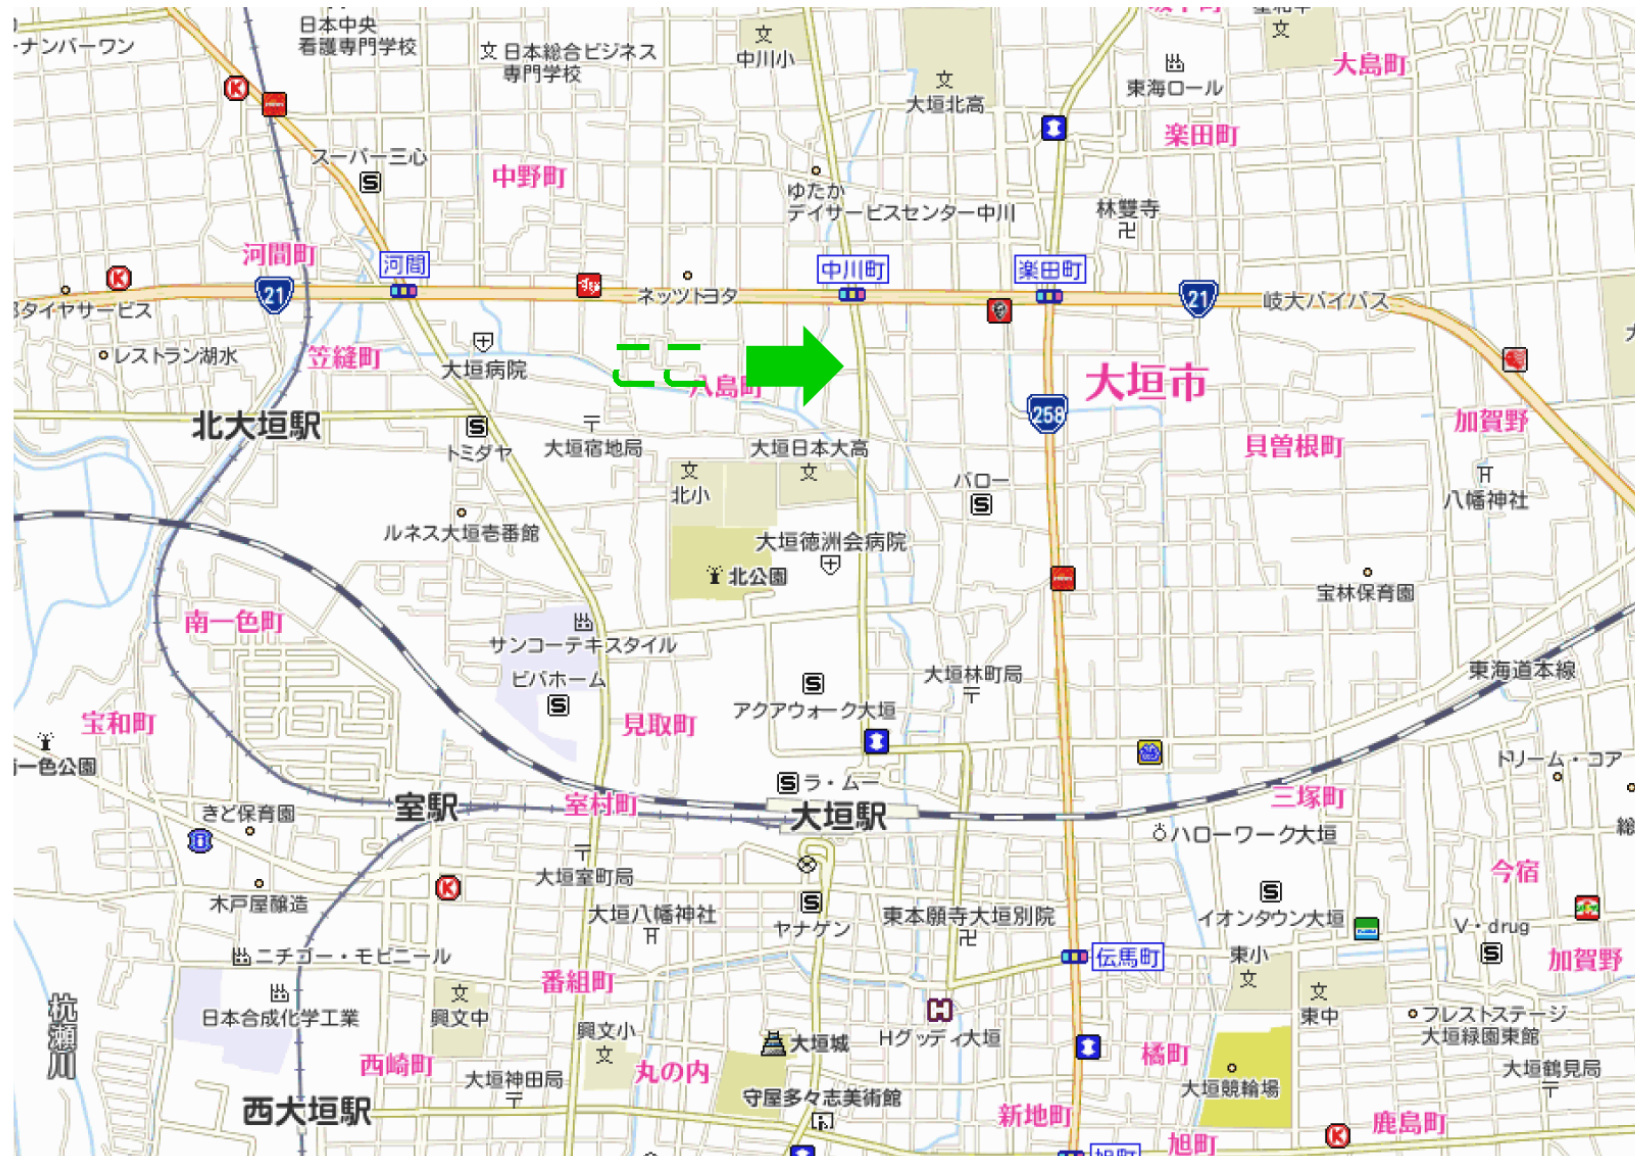 日本中央
看護専門学校
ーナンバーワン
日本総合ビジネス
専門学校
中川小
大垣北高
東海ロール
大島町
楽田町
スーパー三心
中野町
ゆたか
デイサービスセンター中川
林雙寺
河間町
河間
21
ネッツトヨタ
中川町
楽田町
21
岐大バイパス
タイヤサービス
レストラン湖水
笠縫町
大垣病院
八島町
大垣市
258
北大垣駅
トミダヤ
大垣宿地局
大垣日本大高
北小
バロー
貝曽根町
加賀野
八幡神社
ルネス大垣壱番館
大垣徳洲会病院
北公園
宝林保育園
南一色町
サンコーテキスタイル
ビバホーム
大垣林町局
東海道本線
宝和町
見取町
アクアウォーク大垣
一色公園
ドリーム・コア
ラ・ムー
きど保育園
室駅
室村町
大垣駅
三塚町
ハローワーク大垣
総
大垣室町局
今宿
木戸屋醸造
大垣八幡神社
ヤナゲン
東本願寺大垣別院
イオンタウン大垣
V・drug
ニチゴー・モビニール
伝馬町
東小
加賀野
番組町
杭瀬川
日本合成化学工業
興文中
興文小
大垣城
Hグッディ大垣
東中
フレストステージ
大垣緑園東館
西崎町
大垣神田局
丸の内
橘町
大垣競輪場
大垣鶴見局
西大垣駅
守屋多々志美術館
新地町
鹿島町
旭町
旭町